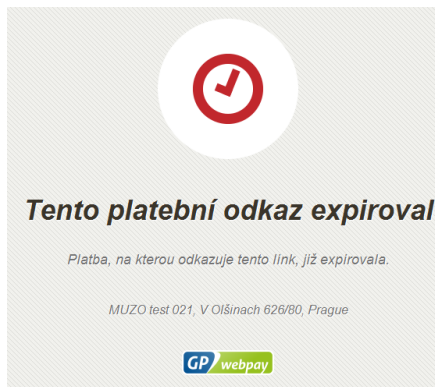 Tento platební odkaz expiroval
Platba, na kterou odkazuje tento link, již expirovala.
MUZO test 021, V Olšinach 626/80, Prague
GP webpay